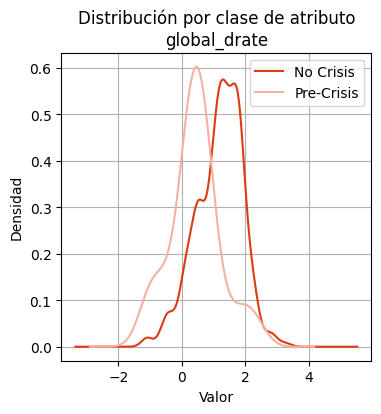 Distribución por clase de atributo
global_drate
No Crisis
Pre-Crisis
0.6
0.5
0.4
0.3
0.2
0.1
0.0
Densidad
−2
0
2
4
Valor